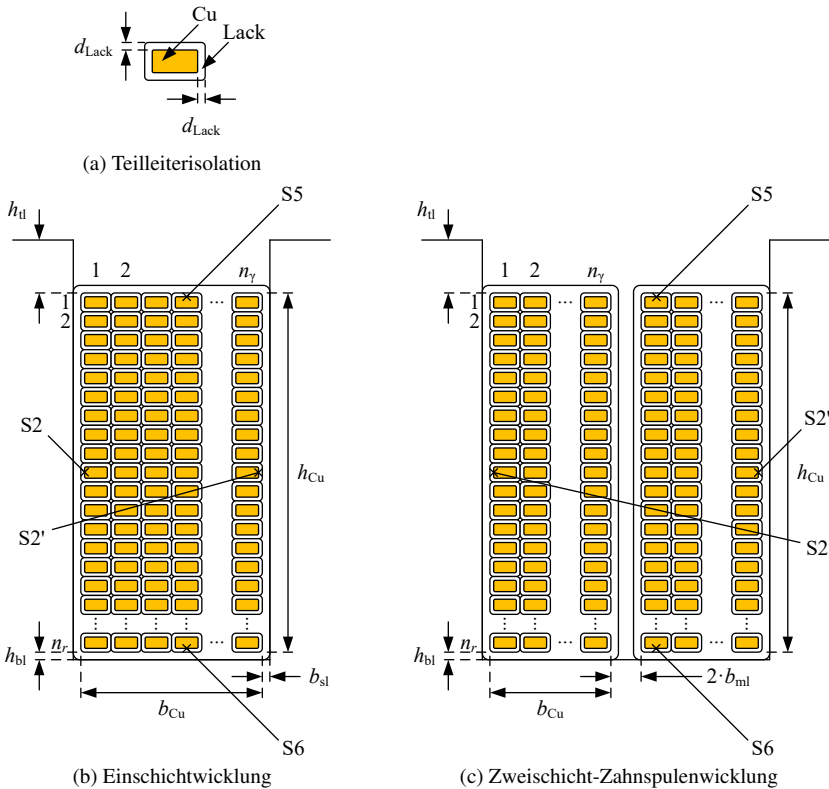 Cu
Lack
d_Lack
d_Lack
(a) Teilleiterisolation
S5
h_tl
1 2 n_γ
1
2
...
S2
h_Cu
S2'
h_bl
n_r
b_sl
b_Cu
S6
(b) Einschichtwicklung
S5
h_tl
1 2 n_γ
1
2
... ...
S2'
h_Cu
S2
h_bl
n_r
2·b_ml
b_Cu
S6
(c) Zweischicht-Zahnspulenwicklung